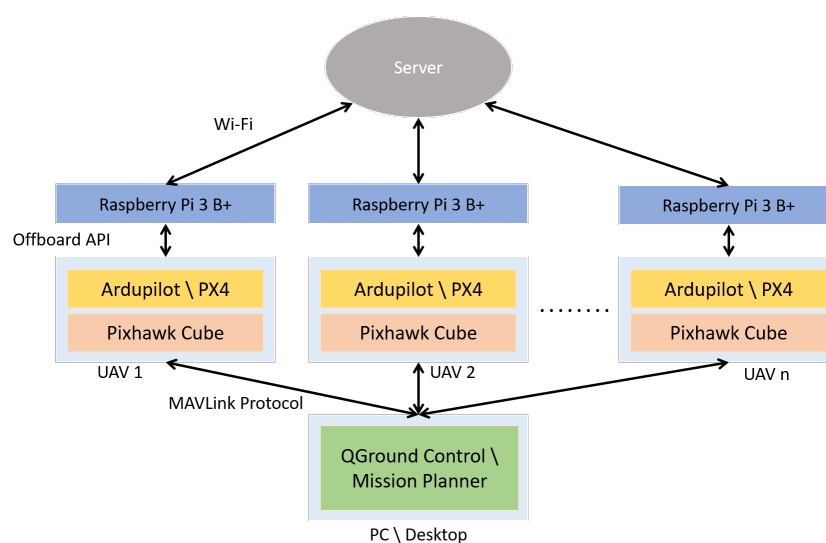 Server
Wi-Fi
Raspberry Pi 3 B+
Raspberry Pi 3 B+
Raspberry Pi 3 B+
Offboard API
Ardupilot \ PX4
Ardupilot \ PX4
Ardupilot \ PX4
........
Pixhawk Cube
Pixhawk Cube
Pixhawk Cube
UAV 1
UAV 2
UAV n
MAVLink Protocol
QGround Control \
Mission Planner
PC \ Desktop